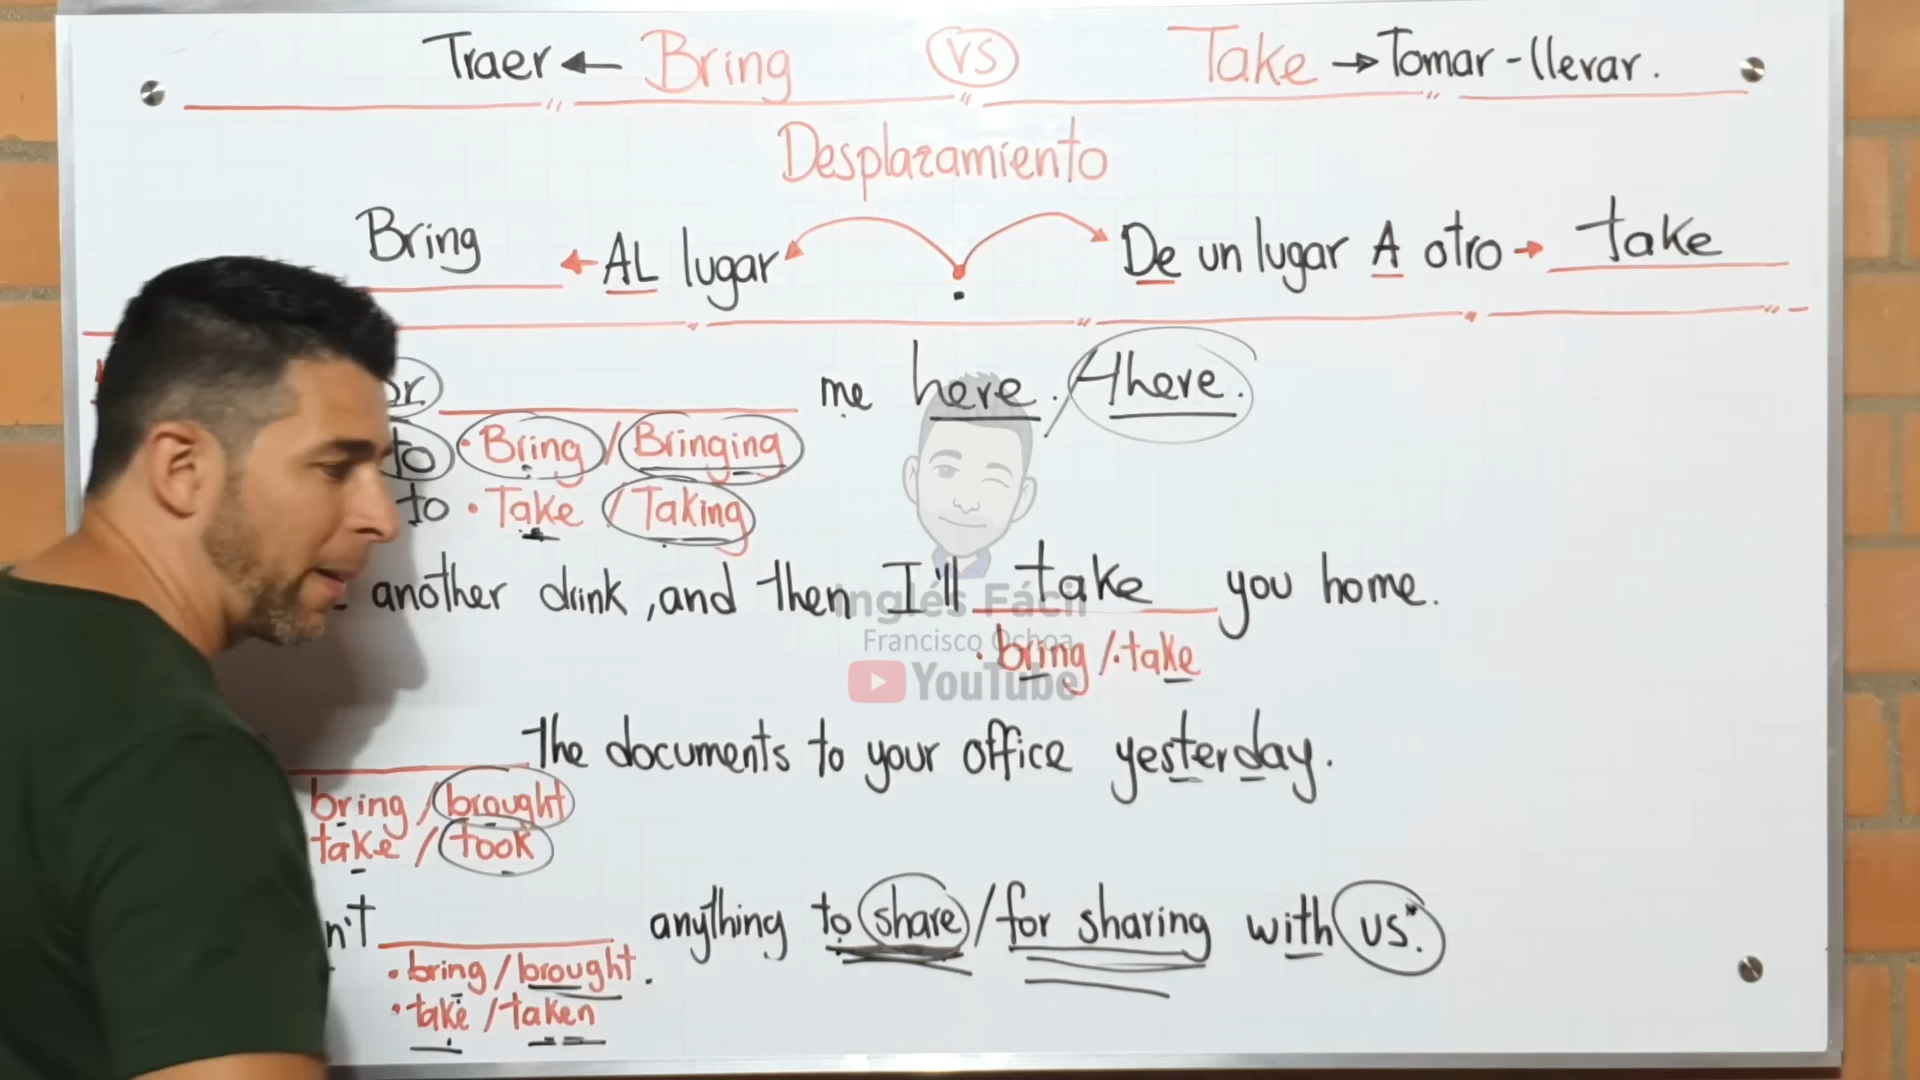 Traer ← Bring VS Take → Tomar - llevar.
Desplazamiento
Bring ← AL lugar De un lugar A otro → take
or me here. / there.
to • Bring / Bringing
to • Take / Taking
another drink, and then I'll take you home.
• bring / • take
Inglés Fácil
Francisco Ochoa
YouTube
the documents to your office yesterday.
bring / brought
take / took
n't anything to share / for sharing with us.
• bring / brought.
• take / taken